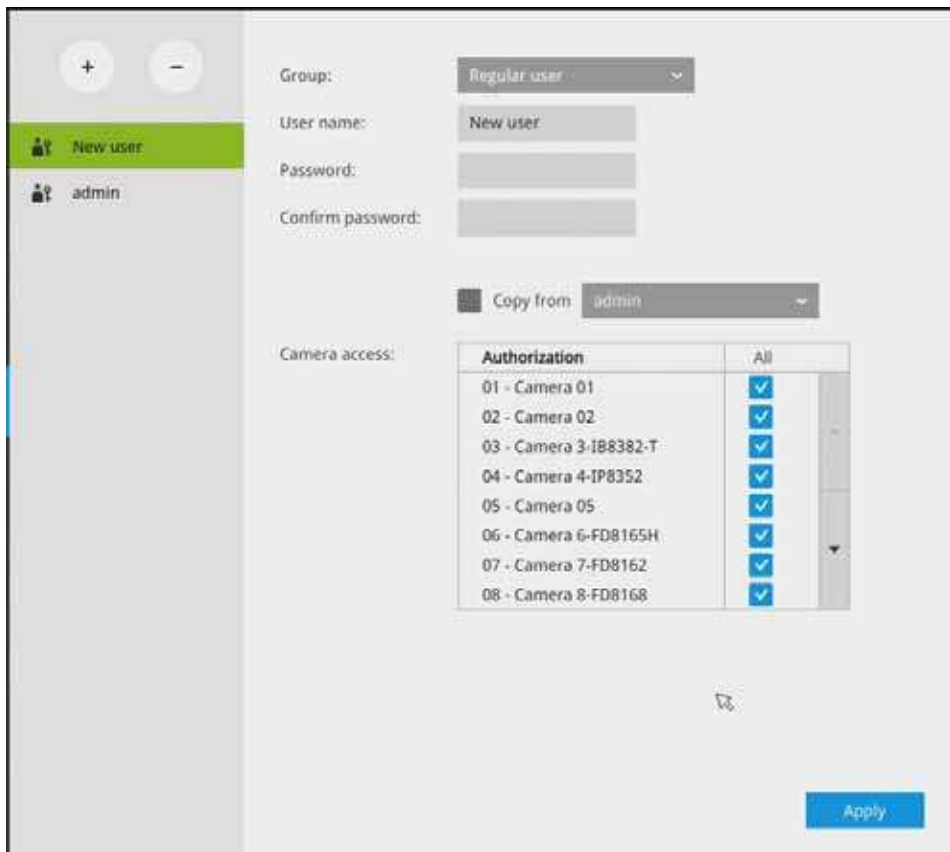 + −
New user
admin
Group: Regular user
User name: New user
Password:
Confirm password:
Copy from admin
Camera access:
Authorization All
01 - Camera 01
02 - Camera 02
03 - Camera 3-IB8382-T
04 - Camera 4-IP8352
05 - Camera 05
06 - Camera 6-FD8165H
07 - Camera 7-FD8162
08 - Camera 8-FD8168
Apply